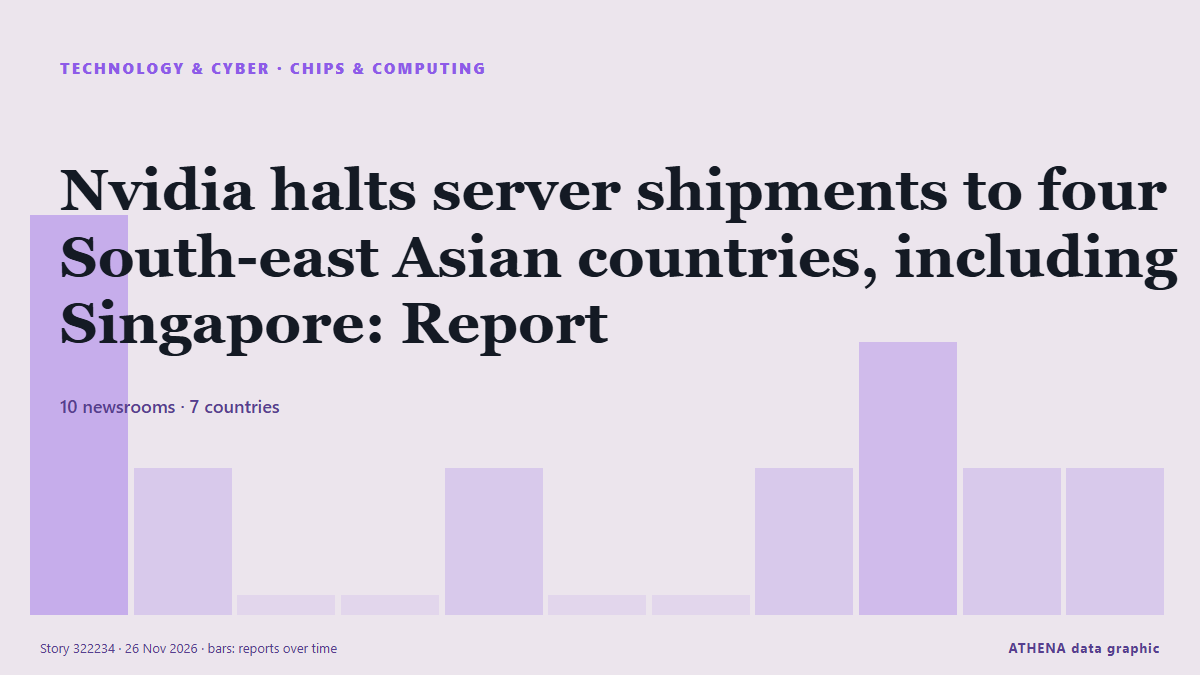 TECHNOLOGY & CYBER · CHIPS & COMPUTING
Nvidia halts server shipments to four
South-east Asian countries, including
Singapore: Report
10 newsrooms · 7 countries
Story 322234 · 26 Nov 2026 · bars: reports over time
ATHENA data graphic